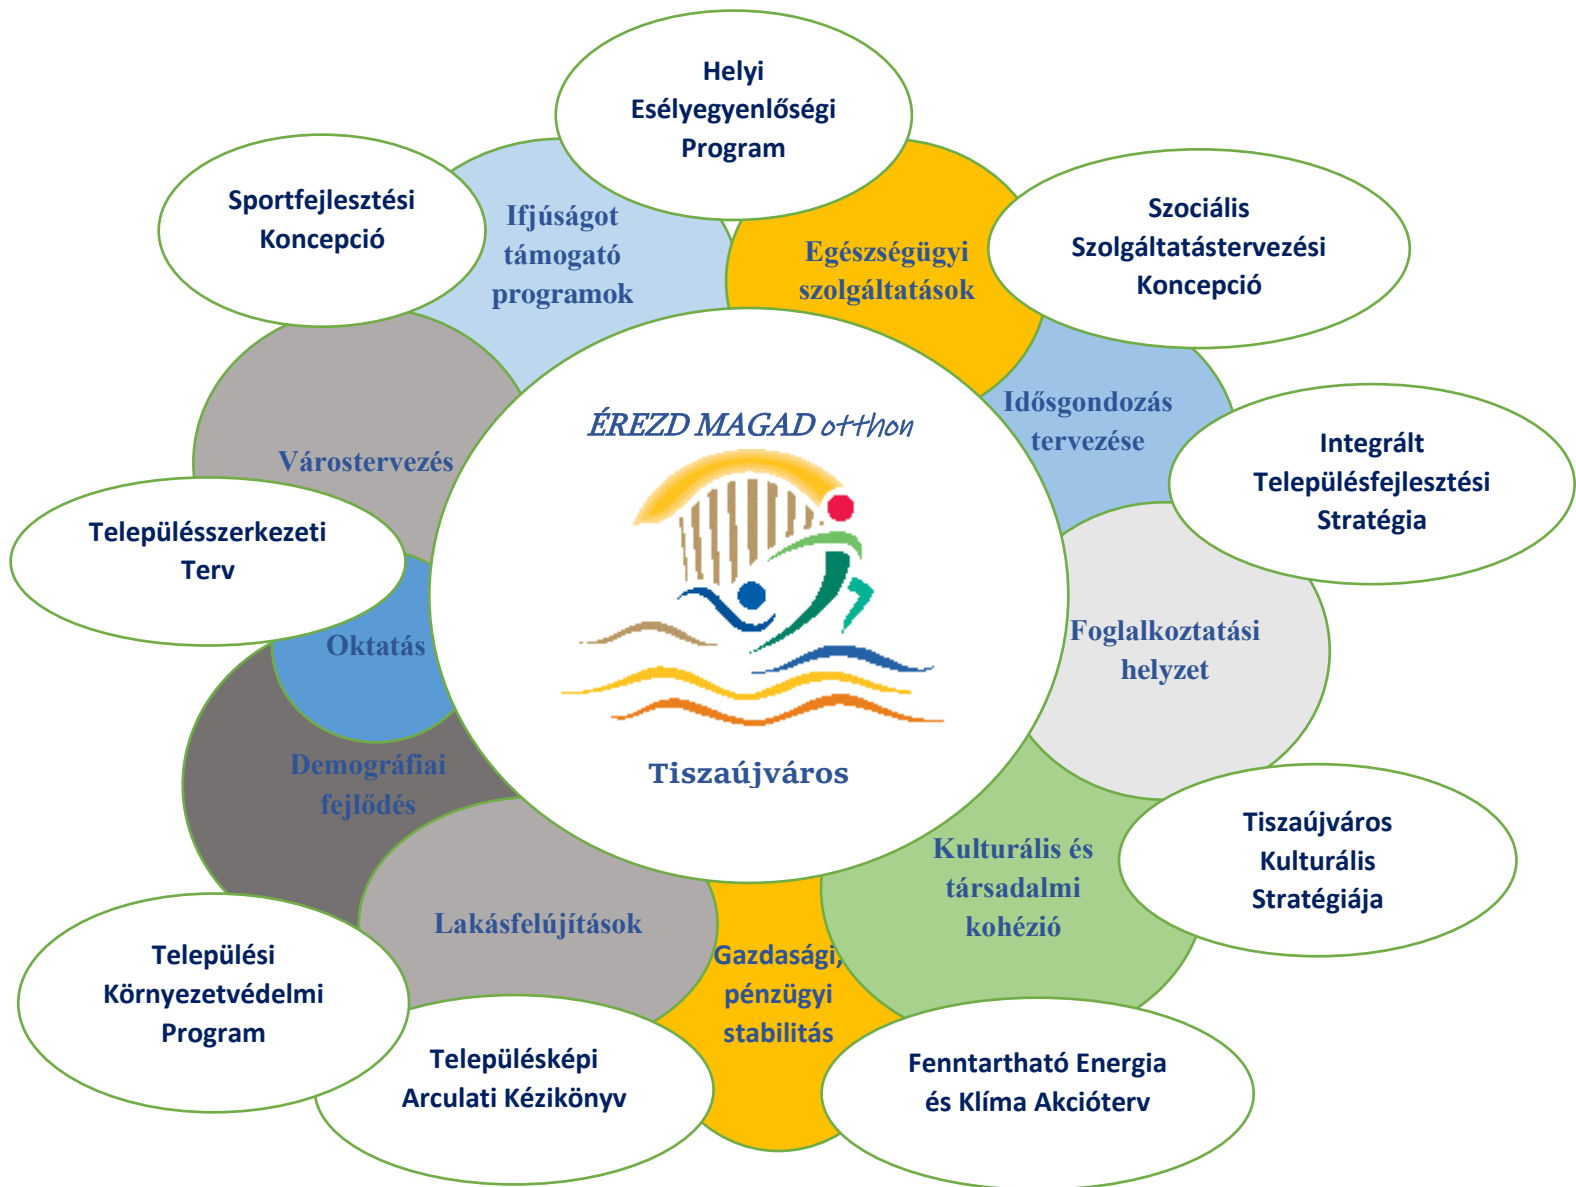 Helyi
Esélyegyenlőségi
Program
Sportfejlesztési
Koncepció
Ifjúságot
támogató
programok
Egészségügyi
szolgáltatások
Szociális
Szolgáltatástervezési
Koncepció
Várostervezés
ÉREZD MAGAD otthon
Tiszaújváros
Idősgondozás
tervezése
Integrált
Településfejlesztési
Stratégia
Településszerkezeti
Terv
Oktatás
Foglalkoztatási
helyzet
Demográfiai
fejlődés
Lakásfelújítások
Gazdasági,
pénzügyi
stabilitás
Kulturális és
társadalmi
kohézió
Tiszaújváros
Kulturális
Stratégiája
Települési
Környezetvédelmi
Program
Településképi
Arculati Kézikönyv
Fenntartható Energia
és Klíma Akcióterv